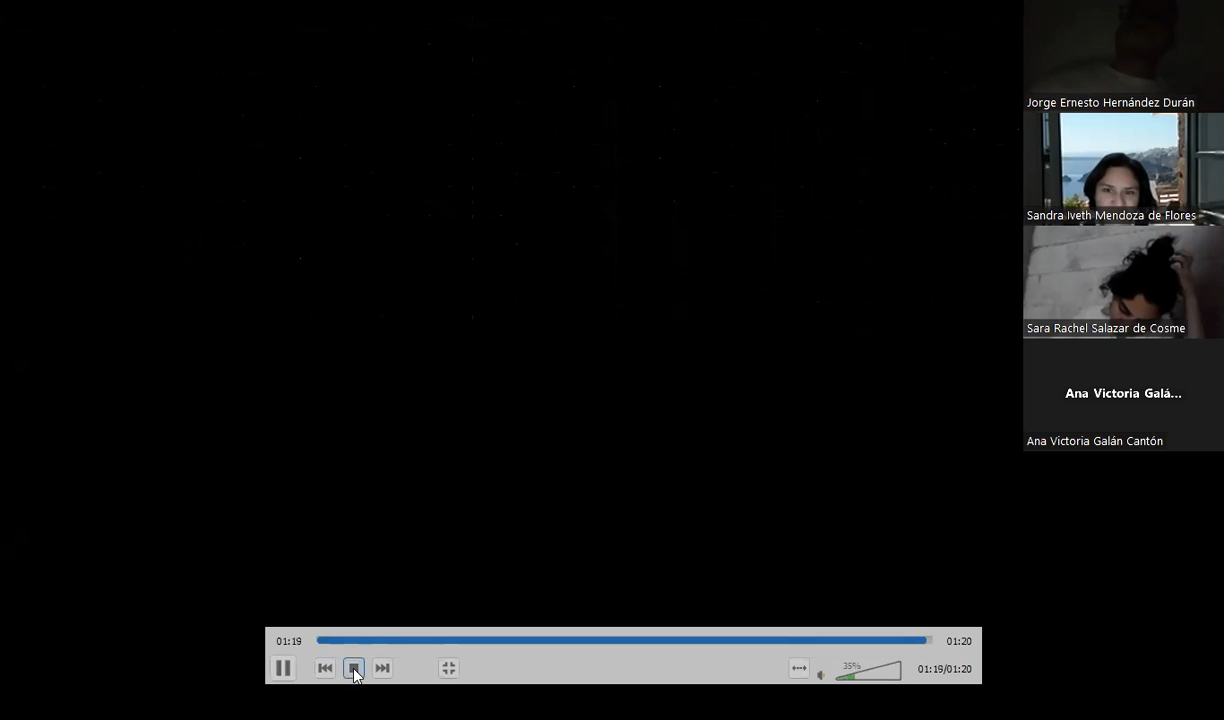 Jorge Ernesto Hernández Durán
Sandra Iveth Mendoza de Flores
Sara Rachel Salazar de Cosme
Ana Victoria Galá...
Ana Victoria Galán Cantón
01:19
01:20
35%
01:19/01:20